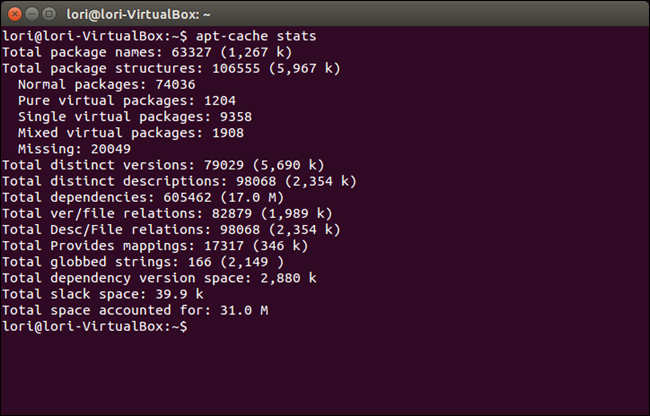 lori@lori-VirtualBox: ~
lori@lori-VirtualBox:~$ apt-cache stats
Total package names: 63327 (1,267 k)
Total package structures: 106555 (5,967 k)
  Normal packages: 74036
  Pure virtual packages: 1204
  Single virtual packages: 9358
  Mixed virtual packages: 1908
  Missing: 20049
Total distinct versions: 79029 (5,690 k)
Total distinct descriptions: 98068 (2,354 k)
Total dependencies: 605462 (17.0 M)
Total ver/file relations: 82879 (1,989 k)
Total Desc/File relations: 98068 (2,354 k)
Total Provides mappings: 17317 (346 k)
Total globbed strings: 166 (2,149 )
Total dependency version space: 2,880 k
Total slack space: 39.9 k
Total space accounted for: 31.0 M
lori@lori-VirtualBox:~$